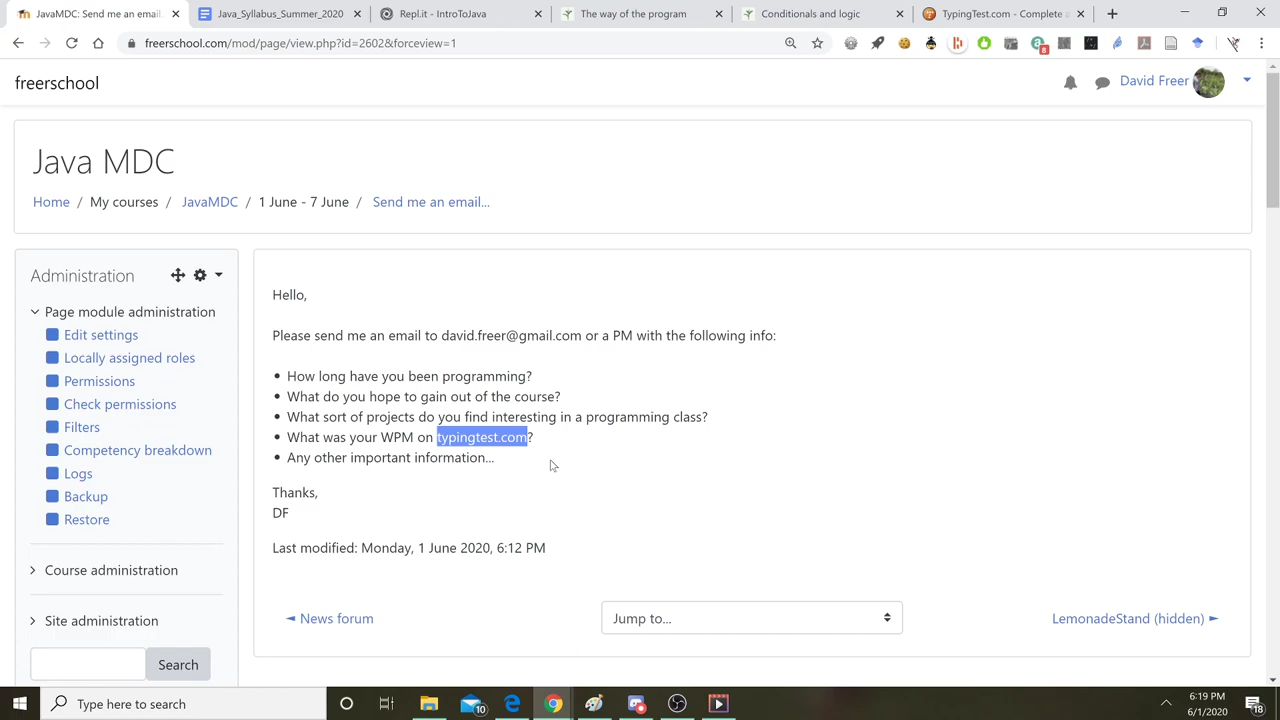 JavaMDC: Send me an email.
Java_Syllabus_Summer_2020
Repl.it - IntroToJava
The way of the program
Conditionals and logic
TypingTest.com - Complete a
freerschool.com/mod/page/view.php?id=2602&forceview=1
8
freerschool
David Freer
Java MDC
Home / My courses / JavaMDC / 1 June - 7 June / Send me an email...
Administration
Page module administration
Edit settings
Locally assigned roles
Permissions
Check permissions
Filters
Competency breakdown
Logs
Backup
Restore
Course administration
Site administration
Search
Hello,
Please send me an email to david.freer@gmail.com or a PM with the following info:
• How long have you been programming?
• What do you hope to gain out of the course?
• What sort of projects do you find interesting in a programming class?
• What was your WPM on typingtest.com?
• Any other important information...
Thanks,
DF
Last modified: Monday, 1 June 2020, 6:12 PM
◄ News forum
Jump to...
LemonadeStand (hidden) ►
Type here to search
10
6:19 PM
6/1/2020
18